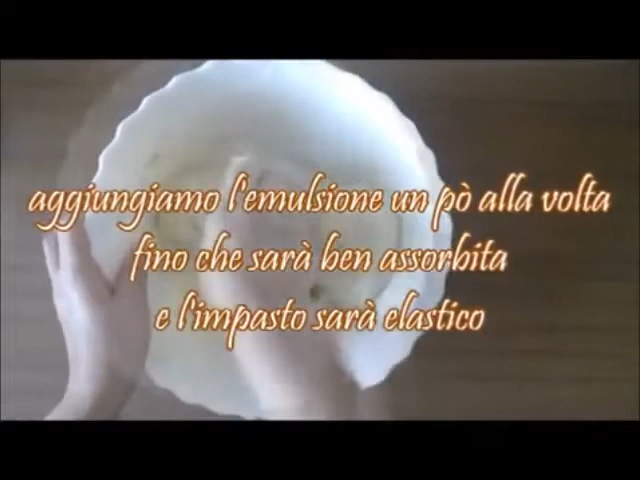 aggiungiamo l'emulsione un pò alla volta
fino che sarà ben assorbita
e l'impasto sarà elastico